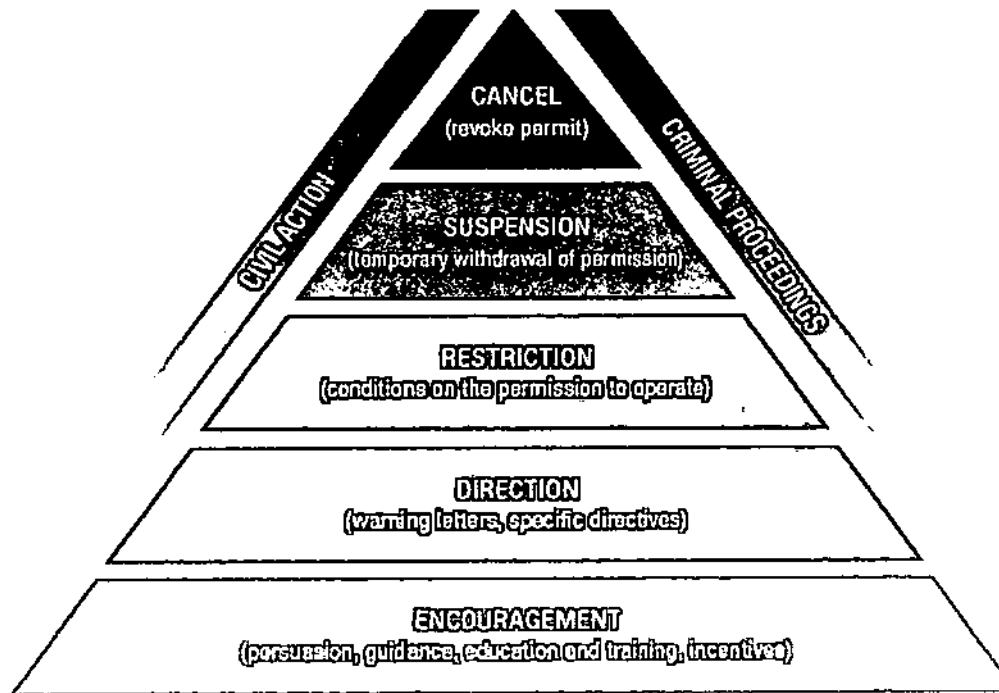 CANCEL
(revoke permit)
CIVIL ACTION
CRIMINAL PROCEEDINGS
SUSPENSION
(temporary withdrawal of permission)
RESTRICTION
(conditions on the permission to operate)
DIRECTION
(warning letters, specific directives)
ENCOURAGEMENT
(persuasion, guidance, education and training, incentives)